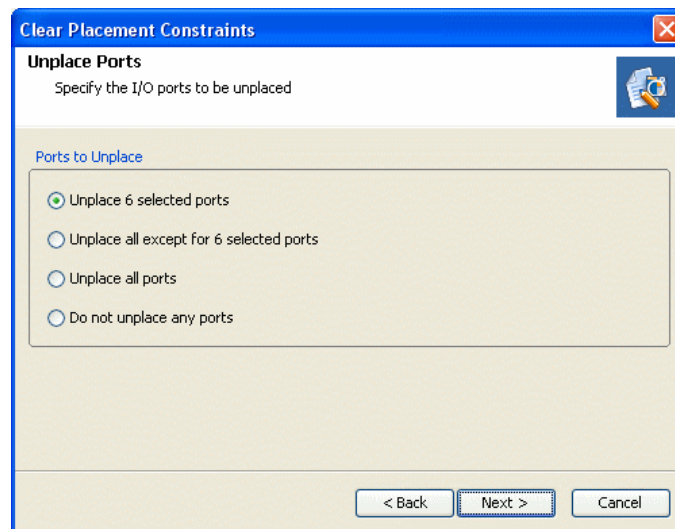 Clear Placement Constraints
Unplace Ports
Specify the I/O ports to be unplaced
Ports to Unplace
Unplace 6 selected ports
Unplace all except for 6 selected ports
Unplace all ports
Do not unplace any ports
< Back
Next >
Cancel